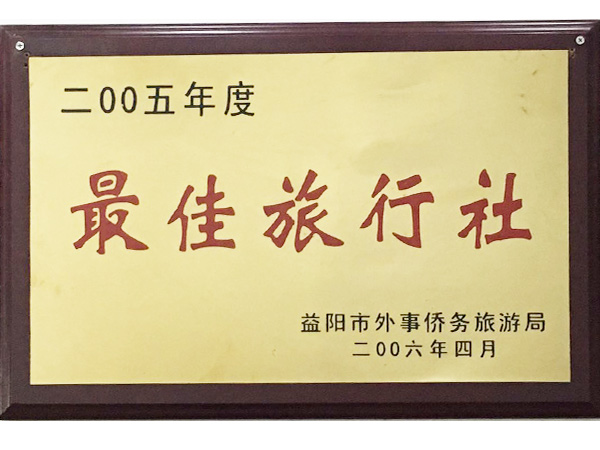 二00五年度
最佳旅行社
益阳市外事侨务旅游局
二00六年四月